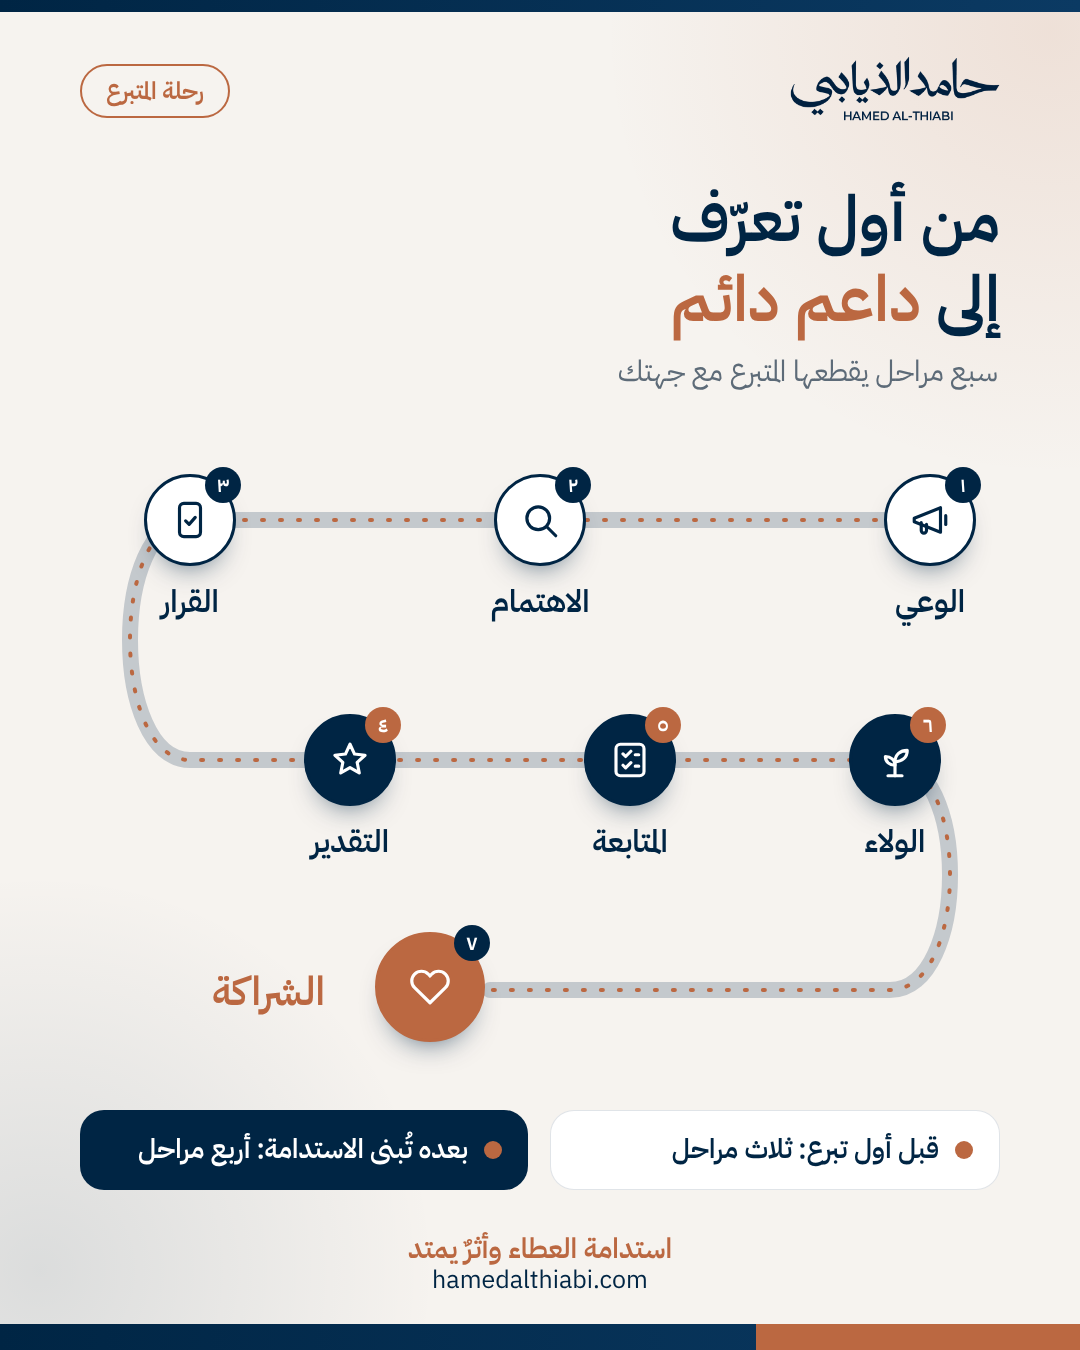 حامد الذيابي
HAMED AL-THIABI
رحلة المتبرع
من أول تعرّف
إلى داعم دائم
سبع مراحل يقطعها المتبرع مع جهتك
١
الوعي
٢
الاهتمام
٣
القرار
٤
التقدير
٥
المتابعة
٦
الولاء
٧
الشراكة
قبل أول تبرع: ثلاث مراحل
بعده تُبنى الاستدامة: أربع مراحل
استدامة العطاء وأثرٌ يمتد
hamedalthiabi.com